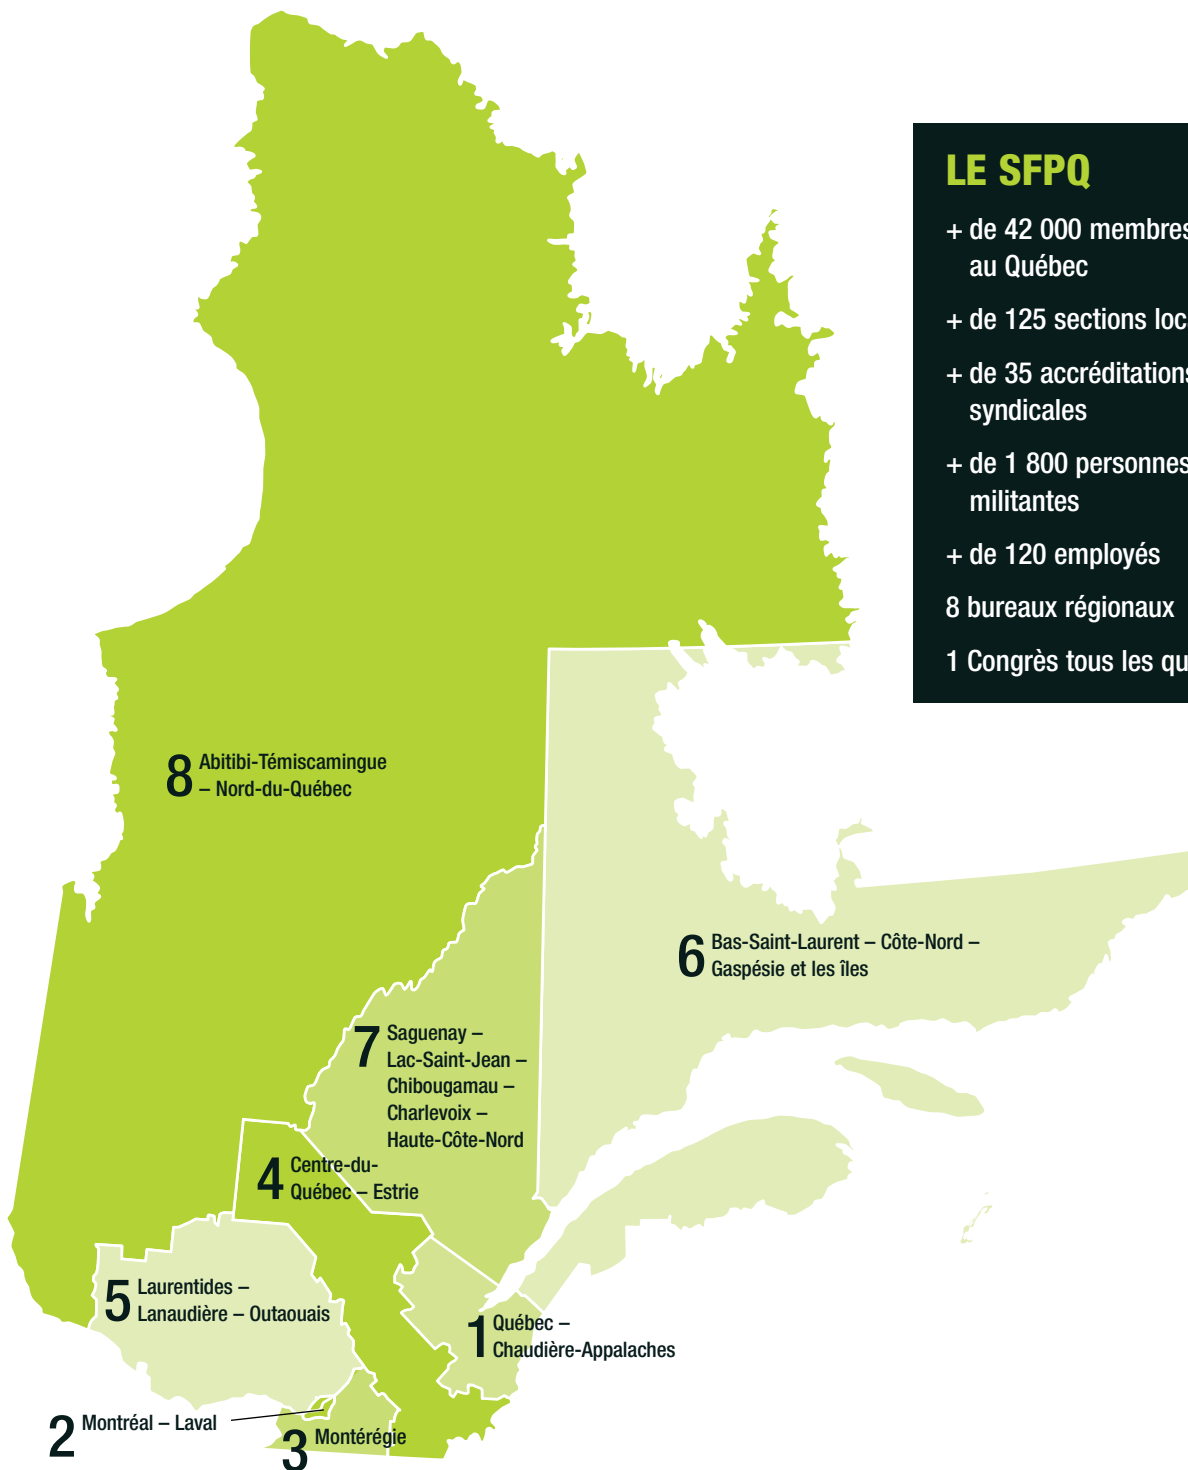 LE SFPQ
+ de 42 000 membres
au Québec
+ de 125 sections
+ de 35 accréditations
syndicales
+ de 1 800 personnes
militantes
+ de 120 employés
8 bureaux régionaux
1 Congrès tous les
8 Abitibi-Témiscamingue
– Nord-du-Québec
6 Bas-Saint-Laurent – Côte-Nord –
Gaspésie et les îles
7 Saguenay –
Lac-Saint-Jean –
Chibougamau –
Charlevoix –
Haute-Côte-Nord
4 Centre-du-
Québec – Estrie
5 Laurentides –
Lanaudière – Outaouais
1 Québec –
Chaudière-Appalaches
2 Montréal – Laval
3 Montérégie